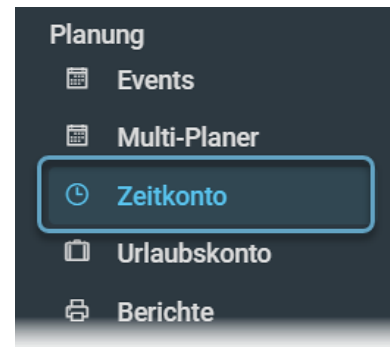 Planung
Events
Multi-Planer
Zeitkonto
Urlaubskonto
Berichte